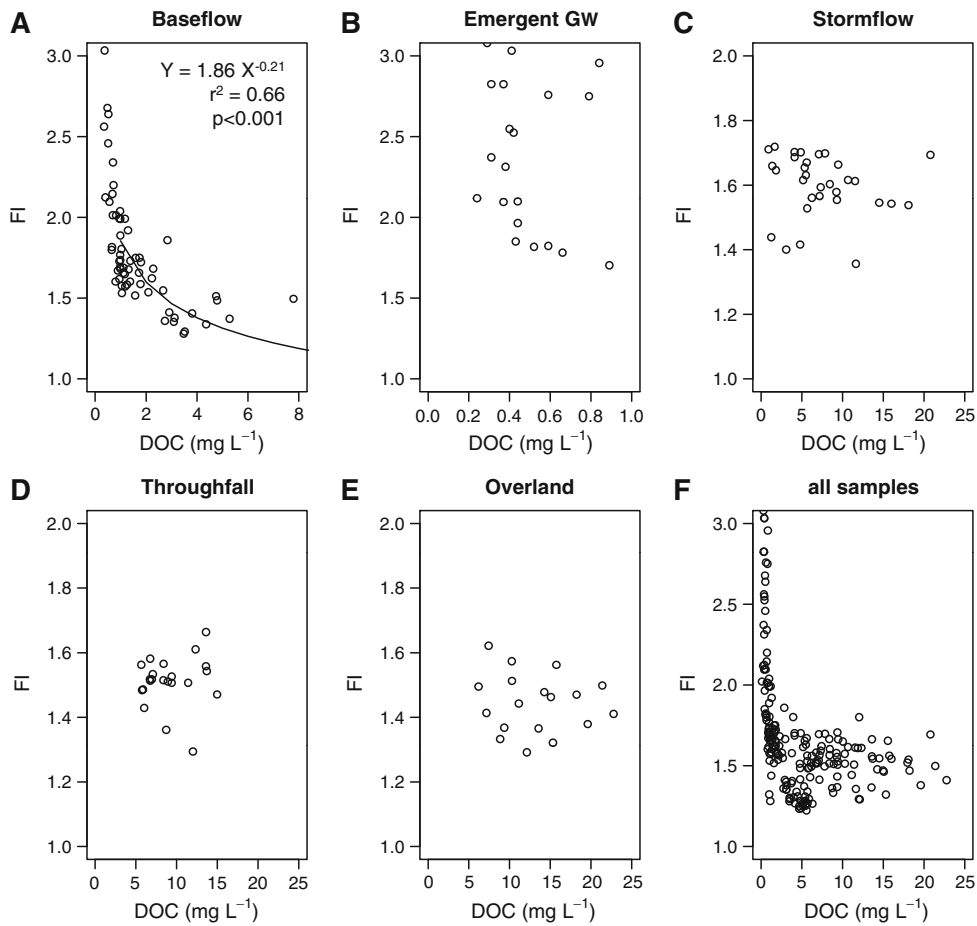 A Baseflow
FI
3.0
2.5
2.0
1.5
1.0
Y = 1.86 X⁻⁰·²¹
r² = 0.66
p<0.001
0 2 4 6 8
DOC (mg L⁻¹)
B Emergent GW
FI
3.0
2.5
2.0
1.5
1.0
0.0 0.2 0.4 0.6 0.8 1.0
DOC (mg L⁻¹)
C Stormflow
FI
2.0
1.8
1.6
1.4
1.2
1.0
0 5 10 15 20 25
DOC (mg L⁻¹)
D Throughfall
FI
2.0
1.8
1.6
1.4
1.2
1.0
0 5 10 15 20 25
DOC (mg L⁻¹)
E Overland
FI
2.0
1.8
1.6
1.4
1.2
1.0
0 5 10 15 20 25
DOC (mg L⁻¹)
F all samples
FI
3.0
2.5
2.0
1.5
1.0
0 5 10 15 20 25
DOC (mg L⁻¹)